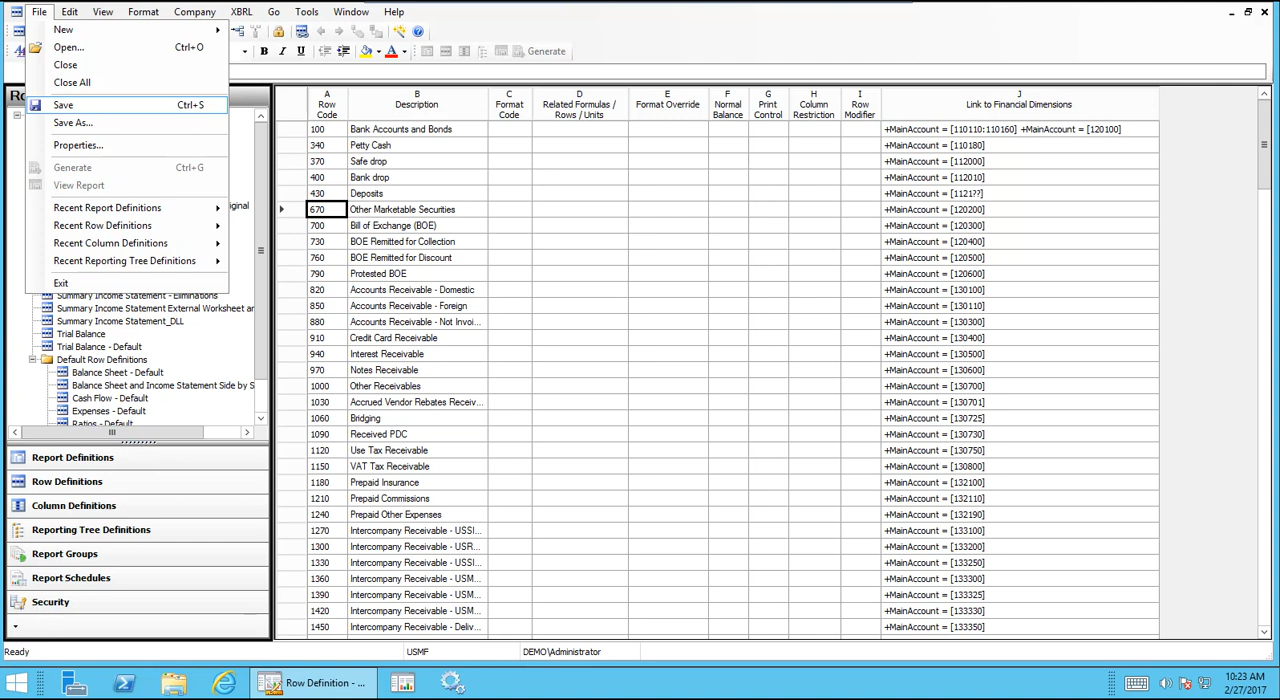 File Edit View Format Company XBRL Go Tools Window Help
New
Open... Ctrl+O
Close
Close All
Save Ctrl+S
Save As...
Properties...
Generate Ctrl+G
View Report
Recent Report Definitions
Recent Row Definitions
Recent Column Definitions
Recent Reporting Tree Definitions
Exit
B I U A Generate
Summary Income Statement - Eliminations
Summary Income Statement External Worksheet an
Summary Income Statement_DLL
Trial Balance
Trial Balance - Default
Default Row Definitions
Balance Sheet - Default
Balance Sheet and Income Statement Side by S
Cash Flow - Default
Expenses - Default
Ratios - Default
Report Definitions
Row Definitions
Column Definitions
Reporting Tree Definitions
Report Groups
Report Schedules
Security
A B C D E F G H I J
Row Code Description Format Code Related Formulas / Rows / Units Format Override Normal Balance Print Control Column Restriction Row Modifier Link to Financial Dimensions
100 Bank Accounts and Bonds +MainAccount = [110110:110160] +MainAccount = [120100]
340 Petty Cash +MainAccount = [110180]
370 Safe drop +MainAccount = [112000]
400 Bank drop +MainAccount = [112010]
430 Deposits +MainAccount = [1121??]
670 Other Marketable Securities +MainAccount = [120200]
700 Bill of Exchange (BOE) +MainAccount = [120300]
730 BOE Remitted for Collection +MainAccount = [120400]
760 BOE Remitted for Discount +MainAccount = [120500]
790 Protested BOE +MainAccount = [120600]
820 Accounts Receivable - Domestic +MainAccount = [130100]
850 Accounts Receivable - Foreign +MainAccount = [130110]
880 Accounts Receivable - Not Invoi... +MainAccount = [130300]
910 Credit Card Receivable +MainAccount = [130400]
940 Interest Receivable +MainAccount = [130500]
970 Notes Receivable +MainAccount = [130600]
1000 Other Receivables +MainAccount = [130700]
1030 Accrued Vendor Rebates Receiv... +MainAccount = [130701]
1060 Bridging +MainAccount = [130725]
1090 Received PDC +MainAccount = [130730]
1120 Use Tax Receivable +MainAccount = [130750]
1150 VAT Tax Receivable +MainAccount = [130800]
1180 Prepaid Insurance +MainAccount = [132100]
1210 Prepaid Commissions +MainAccount = [132110]
1240 Prepaid Other Expenses +MainAccount = [132190]
1270 Intercompany Receivable - USSI... +MainAccount = [133100]
1300 Intercompany Receivable - USR... +MainAccount = [133200]
1330 Intercompany Receivable - USSI... +MainAccount = [133250]
1360 Intercompany Receivable - USM... +MainAccount = [133300]
1390 Intercompany Receivable - USM... +MainAccount = [133325]
1420 Intercompany Receivable - USM... +MainAccount = [133330]
1450 Intercompany Receivable - Deliv... +MainAccount = [133350]
Ready USMF DEMO\Administrator
Row Definition - ...
10:23 AM
2/27/2017